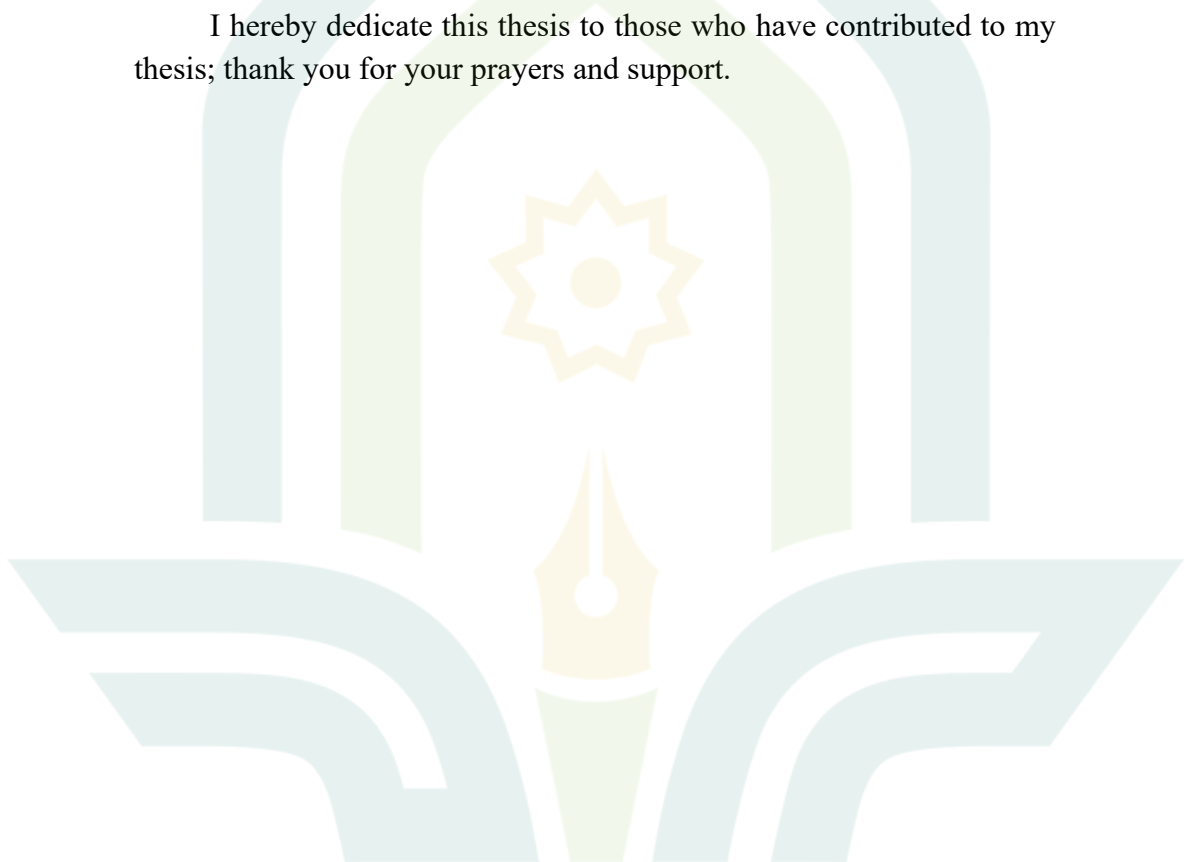 I hereby dedicate this thesis to those who have contributed to my
thesis; thank you for your prayers and support.